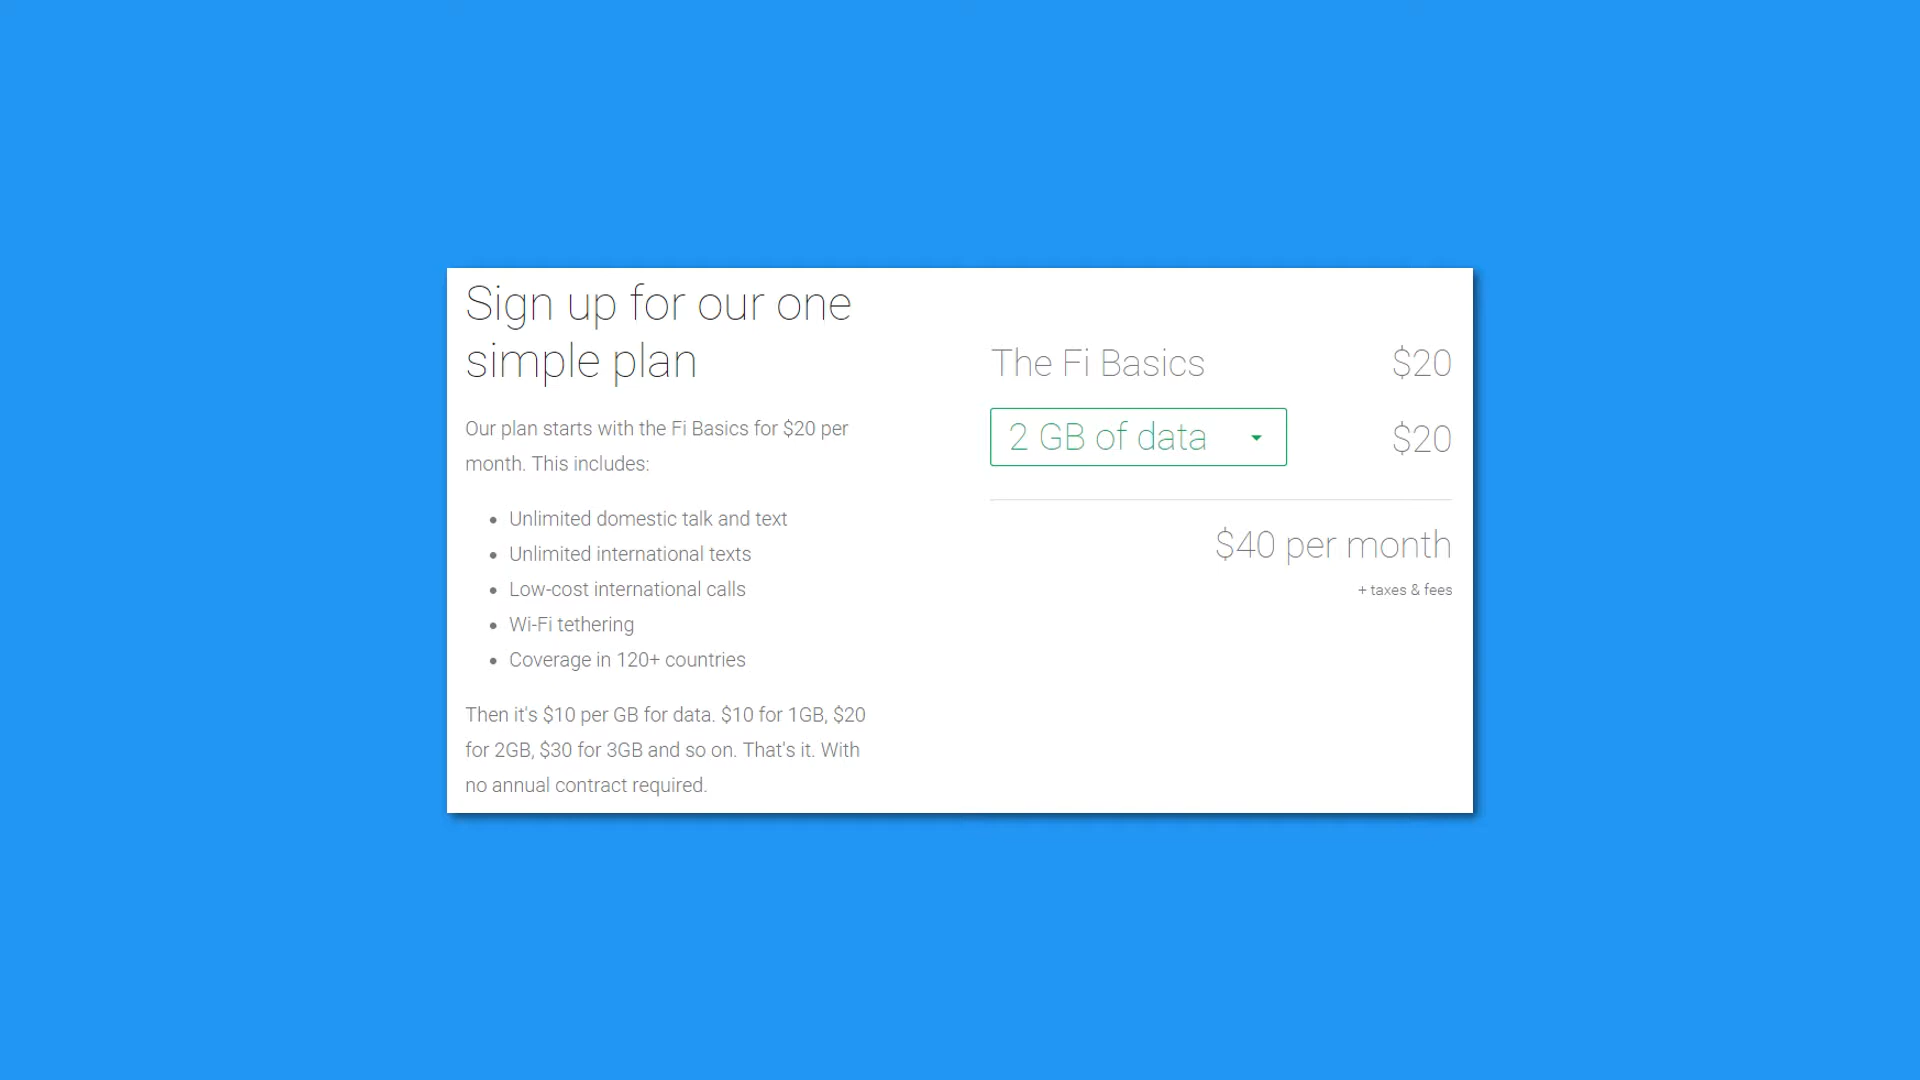 Sign up for our one
simple plan
Our plan starts with the Fi Basics for $20 per
month. This includes:
• Unlimited domestic talk and text
• Unlimited international texts
• Low-cost international calls
• Wi-Fi tethering
• Coverage in 120+ countries
Then it's $10 per GB for data. $10 for 1GB, $20
for 2GB, $30 for 3GB and so on. That's it. With
no annual contract required.
The Fi Basics $20
2 GB of data $20
$40 per month
+ taxes & fees